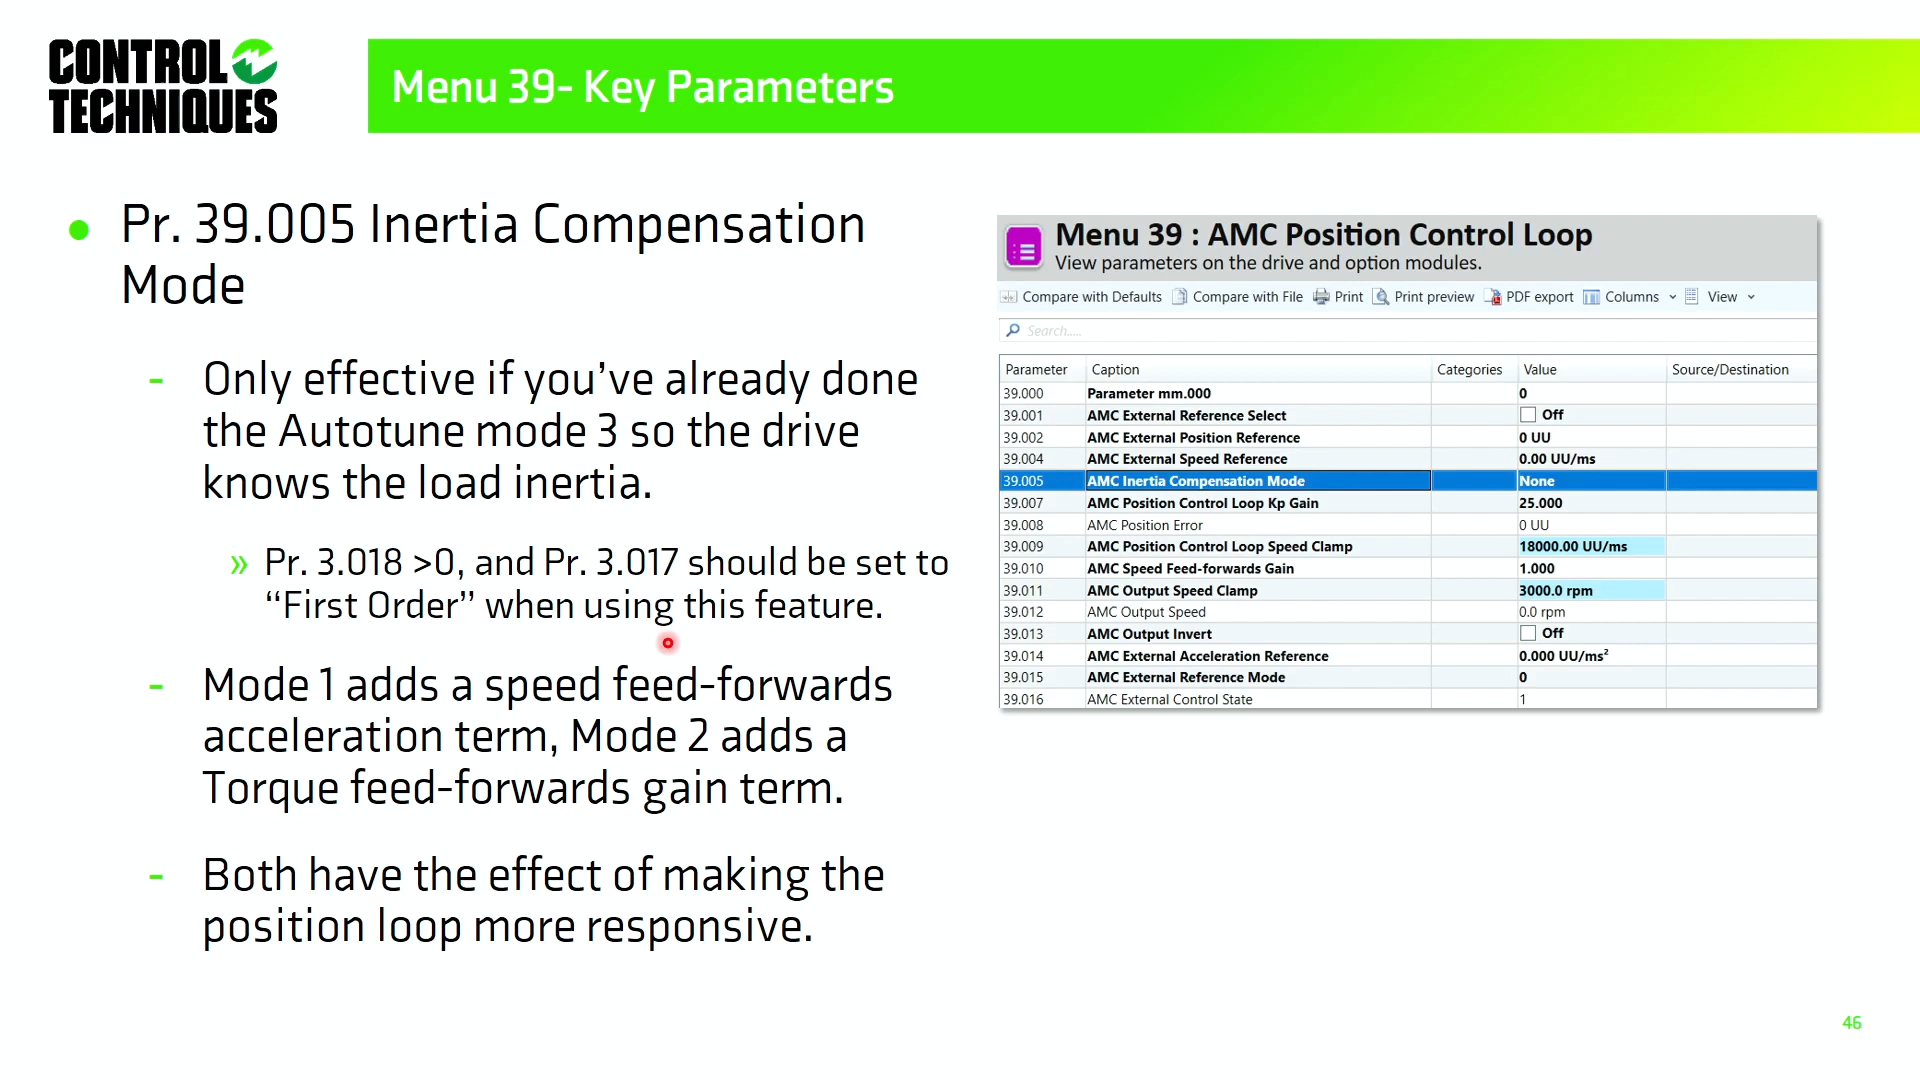 CONTROL
TECHNIQUES
Menu 39- Key Parameters
Pr. 39.005 Inertia Compensation
Mode
- Only effective if you’ve already done
the Autotune mode 3 so the drive
knows the load inertia.
» Pr. 3.018 >0, and Pr. 3.017 should be set to
“First Order” when using this feature.
- Mode 1 adds a speed feed-forwards
acceleration term, Mode 2 adds a
Torque feed-forwards gain term.
- Both have the effect of making the
position loop more responsive.
Menu 39 : AMC Position Control Loop
View parameters on the drive and option modules.
Compare with Defaults Compare with File Print Print preview PDF export Columns View
Search.....
Parameter Caption Categories Value Source/Destination
39.000 Parameter mm.000 0
39.001 AMC External Reference Select Off
39.002 AMC External Position Reference 0 UU
39.004 AMC External Speed Reference 0.00 UU/ms
39.005 AMC Inertia Compensation Mode None
39.007 AMC Position Control Loop Kp Gain 25.000
39.008 AMC Position Error 0 UU
39.009 AMC Position Control Loop Speed Clamp 18000.00 UU/ms
39.010 AMC Speed Feed-forwards Gain 1.000
39.011 AMC Output Speed Clamp 3000.0 rpm
39.012 AMC Output Speed 0.0 rpm
39.013 AMC Output Invert Off
39.014 AMC External Acceleration Reference 0.000 UU/ms²
39.015 AMC External Reference Mode 0
39.016 AMC External Control State 1
46